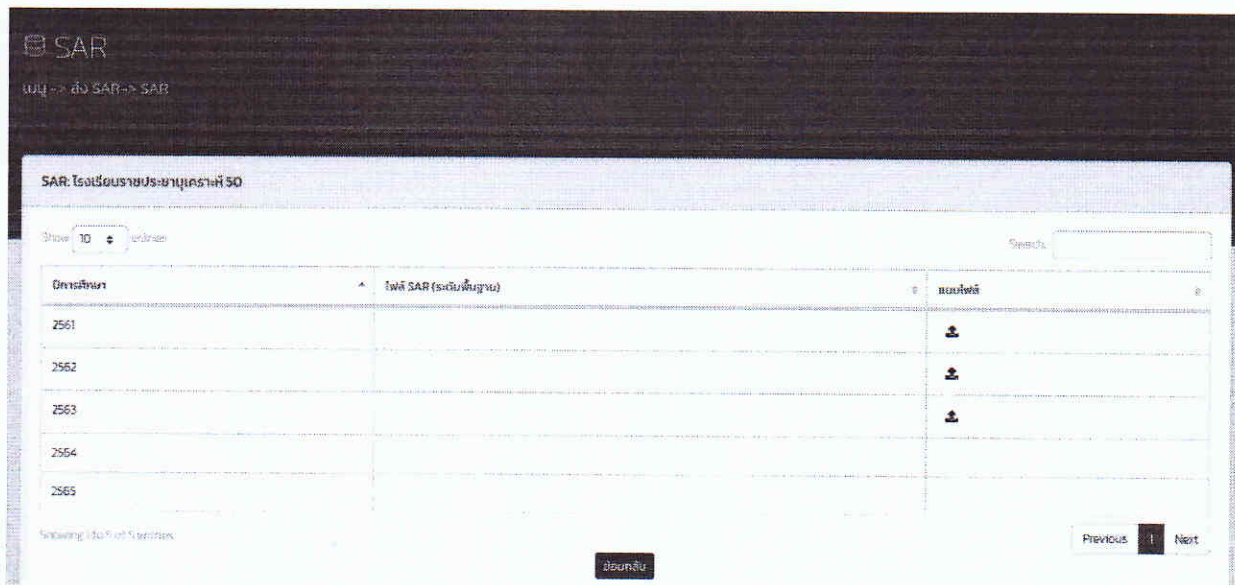 SAR
เมนู -> ส่ง SAR -> SAR
SAR: โรงเรียนราชประชานุเคราะห์ 50
Show 10 entries
Search:
ปีการศึกษา ไฟล์ SAR (ระดับพื้นฐาน) แนบไฟล์
2561
2562
2563
2564
2565
Showing 1 to 5 of 5 entries
Previous 1 Next
ย้อนกลับ